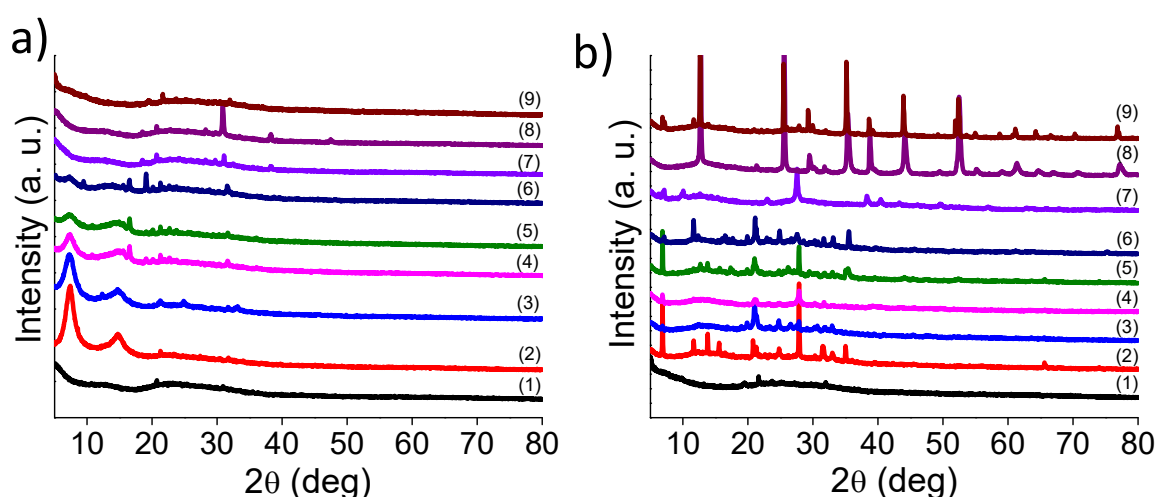 a)
Intensity (a. u.)
(9)
(8)
(7)
(6)
(5)
(4)
(3)
(2)
(1)
10 20 30 40 50 60 70 80
2θ (deg)
b)
Intensity (a. u.)
(9)
(8)
(7)
(6)
(5)
(4)
(3)
(2)
(1)
10 20 30 40 50 60 70 80
2θ (deg)